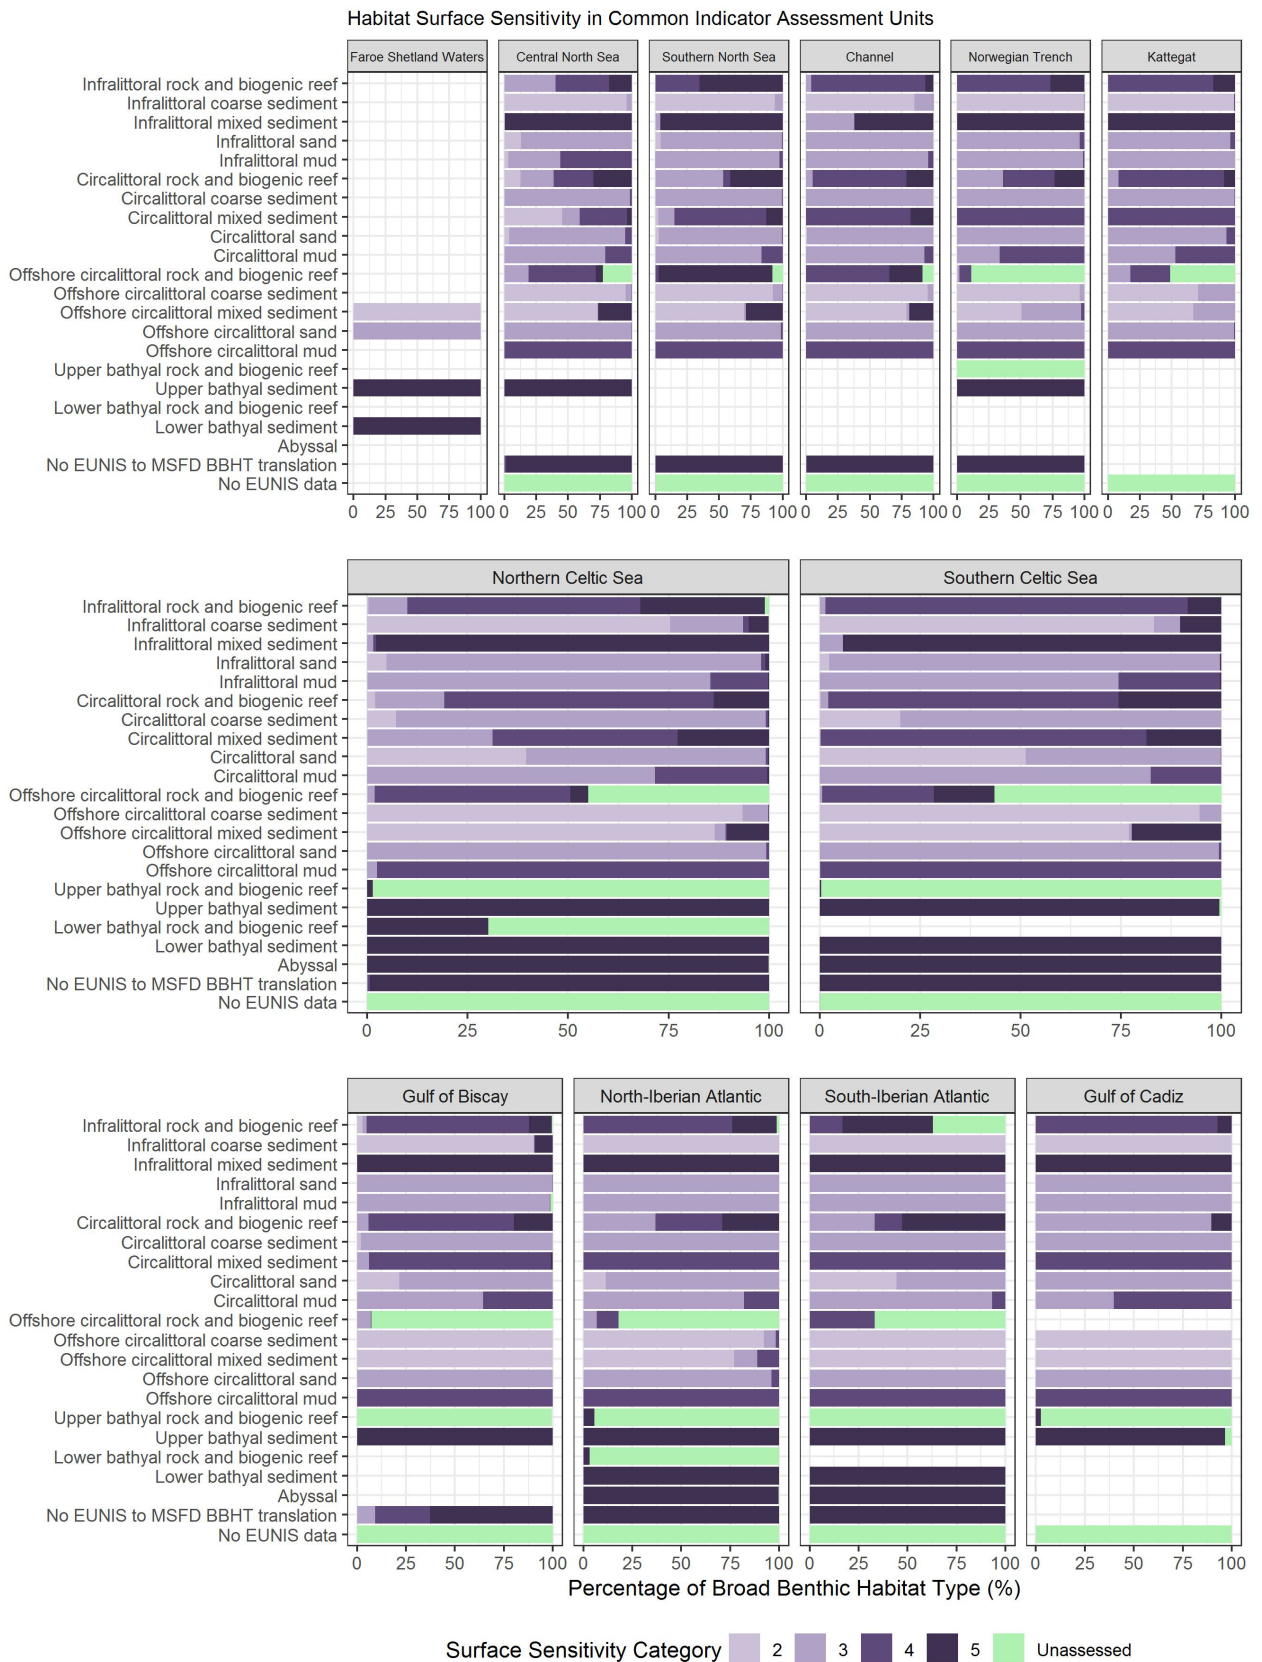 Habitat Surface Sensitivity in Common Indicator Assessment Units
Faroe Shetland Waters Central North Sea Southern North Sea Channel Norwegian Trench Kattegat
Infralittoral rock and biogenic reef
Infralittoral coarse sediment
Infralittoral mixed sediment
Infralittoral sand
Infralittoral mud
Circalittoral rock and biogenic reef
Circalittoral coarse sediment
Circalittoral mixed sediment
Circalittoral sand
Circalittoral mud
Offshore circalittoral rock and biogenic reef
Offshore circalittoral coarse sediment
Offshore circalittoral mixed sediment
Offshore circalittoral sand
Offshore circalittoral mud
Upper bathyal rock and biogenic reef
Upper bathyal sediment
Lower bathyal rock and biogenic reef
Lower bathyal sediment
Abyssal
No EUNIS to MSFD BBHT translation
No EUNIS data
0 25 50 75 100 0 25 50 75 100 0 25 50 75 100 0 25 50 75 100 0 25 50 75 100 0 25 50 75 100
Northern Celtic Sea Southern Celtic Sea
Infralittoral rock and biogenic reef
Infralittoral coarse sediment
Infralittoral mixed sediment
Infralittoral sand
Infralittoral mud
Circalittoral rock and biogenic reef
Circalittoral coarse sediment
Circalittoral mixed sediment
Circalittoral sand
Circalittoral mud
Offshore circalittoral rock and biogenic reef
Offshore circalittoral coarse sediment
Offshore circalittoral mixed sediment
Offshore circalittoral sand
Offshore circalittoral mud
Upper bathyal rock and biogenic reef
Upper bathyal sediment
Lower bathyal rock and biogenic reef
Lower bathyal sediment
Abyssal
No EUNIS to MSFD BBHT translation
No EUNIS data
0 25 50 75 100 0 25 50 75 100
Gulf of Biscay North-Iberian Atlantic South-Iberian Atlantic Gulf of Cadiz
Infralittoral rock and biogenic reef
Infralittoral coarse sediment
Infralittoral mixed sediment
Infralittoral sand
Infralittoral mud
Circalittoral rock and biogenic reef
Circalittoral coarse sediment
Circalittoral mixed sediment
Circalittoral sand
Circalittoral mud
Offshore circalittoral rock and biogenic reef
Offshore circalittoral coarse sediment
Offshore circalittoral mixed sediment
Offshore circalittoral sand
Offshore circalittoral mud
Upper bathyal rock and biogenic reef
Upper bathyal sediment
Lower bathyal rock and biogenic reef
Lower bathyal sediment
Abyssal
No EUNIS to MSFD BBHT translation
No EUNIS data
0 25 50 75 100 0 25 50 75 100 0 25 50 75 100 0 25 50 75 100
Percentage of Broad Benthic Habitat Type (%)
Surface Sensitivity Category 2 3 4 5 Unassessed